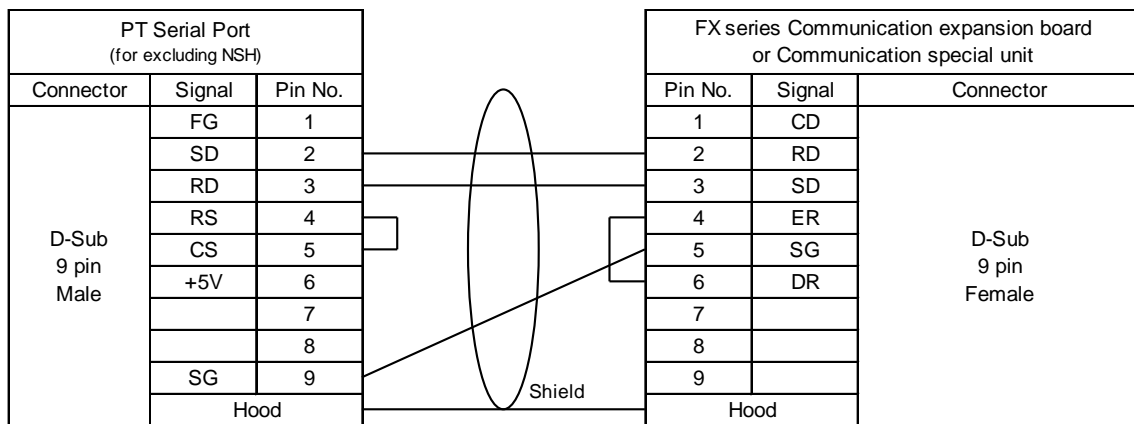 PT Serial Port
(for excluding NSH)
Connector Signal Pin No.
FG 1
SD 2
RD 3
RS 4
CS 5
+5V 6
7
8
SG 9
Hood
D-Sub
9 pin
Male
Shield
FX series Communication expansion board
or Communication special unit
Pin No. Signal Connector
1 CD
2 RD
3 SD
4 ER
5 SG
6 DR
7
8
9
Hood
D-Sub
9 pin
Female